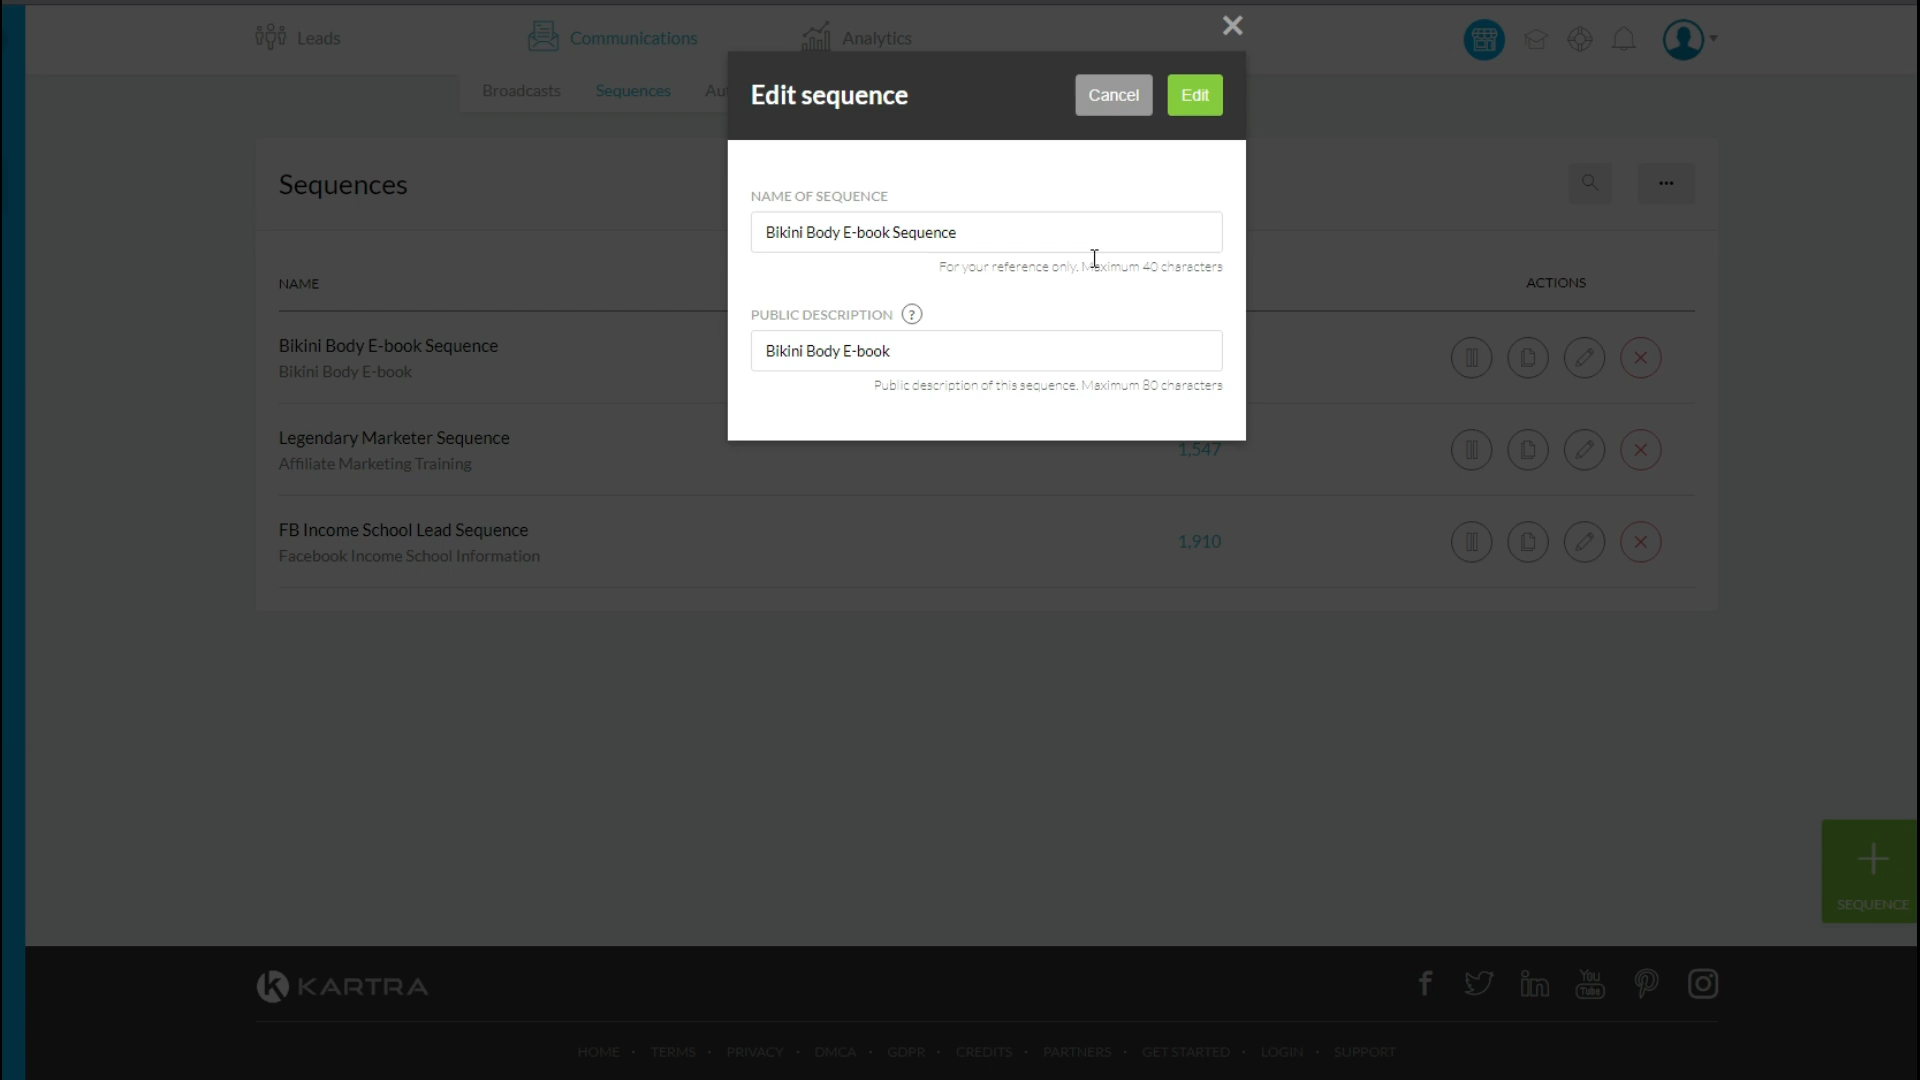 Leads
Communications
Analytics
Broadcasts
Sequences
Edit sequence
Cancel
Edit
NAME OF SEQUENCE
Bikini Body E-book Sequence
For your reference only. Maximum 40 characters
PUBLIC DESCRIPTION ?
Bikini Body E-book
Public description of this sequence. Maximum 80 characters
Sequences
NAME
ACTIONS
Bikini Body E-book Sequence
Bikini Body E-book
Legendary Marketer Sequence
Affiliate Marketing Training
1,547
FB Income School Lead Sequence
Facebook Income School Information
1,910
SEQUENCE
KARTRA
You
Tube
HOME • TERMS • PRIVACY • DMCA • GDPR • CREDITS • PARTNERS • GET STARTED • LOGIN • SUPPORT